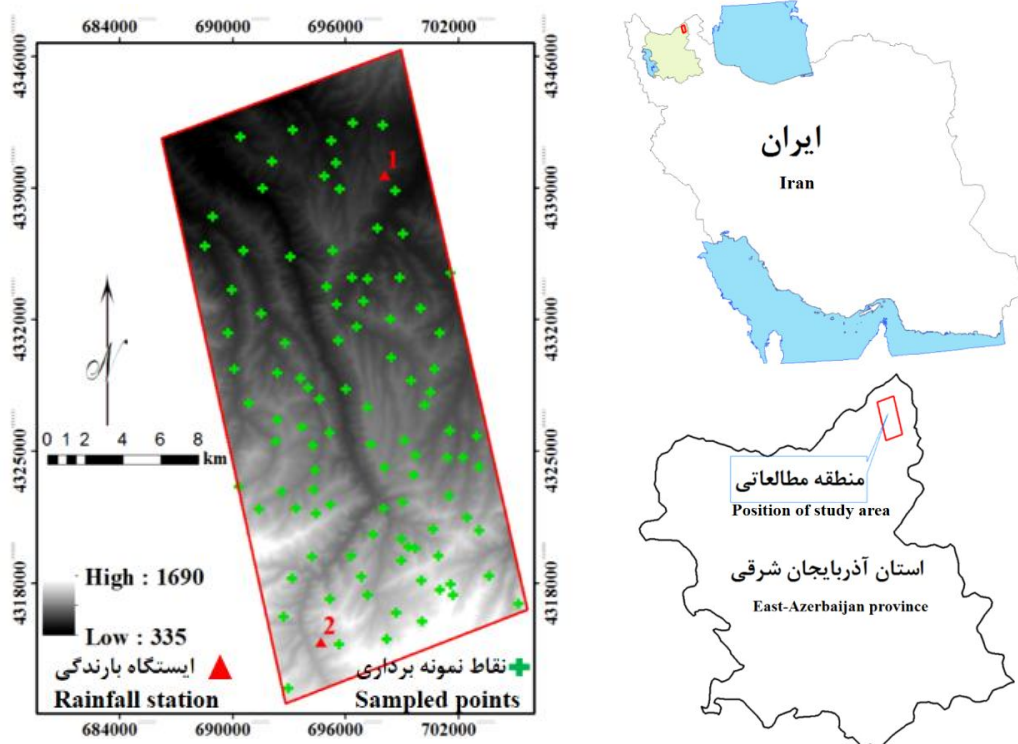 684000 690000 696000 702000
4346000
4339000
4332000
4325000
4318000
4346000
4339000
4332000
4325000
4318000
1
2
N
0 1 2 4 6 8
km
High : 1690
Low : 335
ایستگاه بارندگی
Rainfall station
نقاط نمونه برداری
Sampled points
684000 690000 696000 702000
ایران
Iran
منطقه مطالعاتی
Position of study area
استان آذربایجان شرقی
East-Azerbaijan province